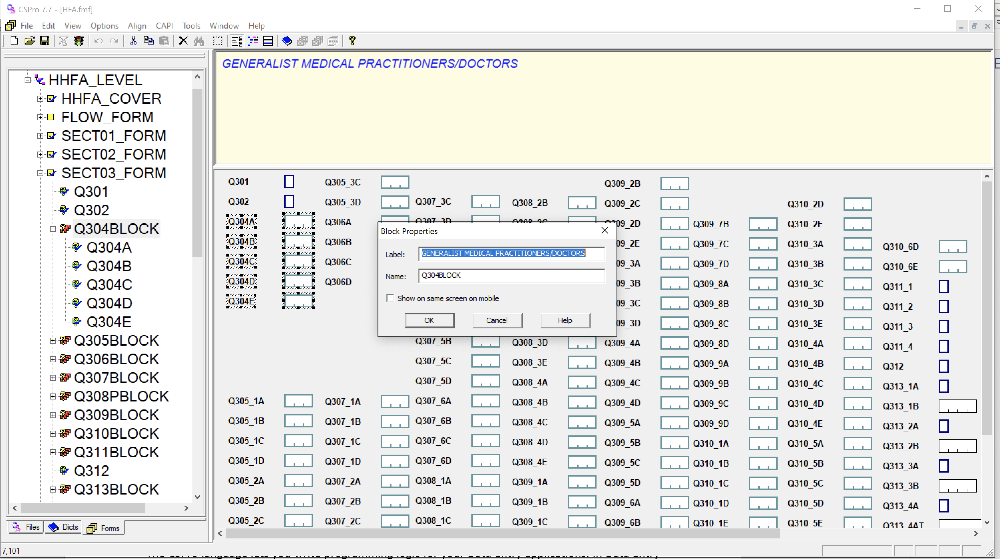 CSPro 7.7 - [HFA.fmf]
File Edit View Options Align CAPI Tools Window Help
HHFA_LEVEL
HHFA_COVER
FLOW_FORM
SECT01_FORM
SECT02_FORM
SECT03_FORM
Q301
Q302
Q304BLOCK
Q304A
Q304B
Q304C
Q304D
Q304E
Q305BLOCK
Q306BLOCK
Q307BLOCK
Q308PBLOCK
Q309BLOCK
Q310BLOCK
Q311BLOCK
Q312
Q313BLOCK
Files Dicts Forms
7,101
GENERALIST MEDICAL PRACTITIONERS/DOCTORS
Q301
Q302
Q304A
Q304B
Q304C
Q304D
Q304E
Q305_1A
Q305_1B
Q305_1C
Q305_1D
Q305_2A
Q305_2B
Q305_2C
Q305_3C
Q305_3D
Q306A
Q306B
Q306C
Q306D
Q307_1A
Q307_1B
Q307_1C
Q307_1D
Q307_2A
Q307_2B
Q307_2C
Q307_3C
Q307_3D
Q307_5B
Q307_5C
Q307_5D
Q307_6A
Q307_6B
Q307_6C
Q307_6D
Q308_1A
Q308_1B
Q308_1C
Q308_2B
Q308_2C
Q308_3D
Q308_3E
Q308_4A
Q308_4B
Q308_4C
Q308_4D
Q308_4E
Q309_1A
Q309_1B
Q309_1C
Q309_2B
Q309_2C
09_2D
09_2E
09_3A
09_3B
09_3C
09_3D
Q309_4A
Q309_4B
Q309_4C
Q309_4D
Q309_5A
Q309_5B
Q309_5C
Q309_5D
Q309_6A
Q309_6B
Q309_7B
Q309_7C
Q309_7D
Q309_8A
Q309_8B
Q309_8C
Q309_8D
Q309_9A
Q309_9B
Q309_9C
Q309_9D
Q310_1A
Q310_1B
Q310_1C
Q310_1D
Q310_1E
Q310_2D
Q310_2E
Q310_3A
Q310_3B
Q310_3C
Q310_3D
Q310_3E
Q310_4A
Q310_4B
Q310_4C
Q310_4D
Q310_4E
Q310_5A
Q310_5B
Q310_5C
Q310_5D
Q310_5E
Q310_6D
Q310_6E
Q311_1
Q311_2
Q311_3
Q311_4
Q312
Q313_1A
Q313_1B
Q313_2A
Q313_2B
Q313_3A
Q313_3B
Q313_4A
Q313_4AT
Block Properties
Label: GENERALIST MEDICAL PRACTITIONERS/DOCTORS
Name: Q304BLOCK
Show on same screen on mobile
OK Cancel Help